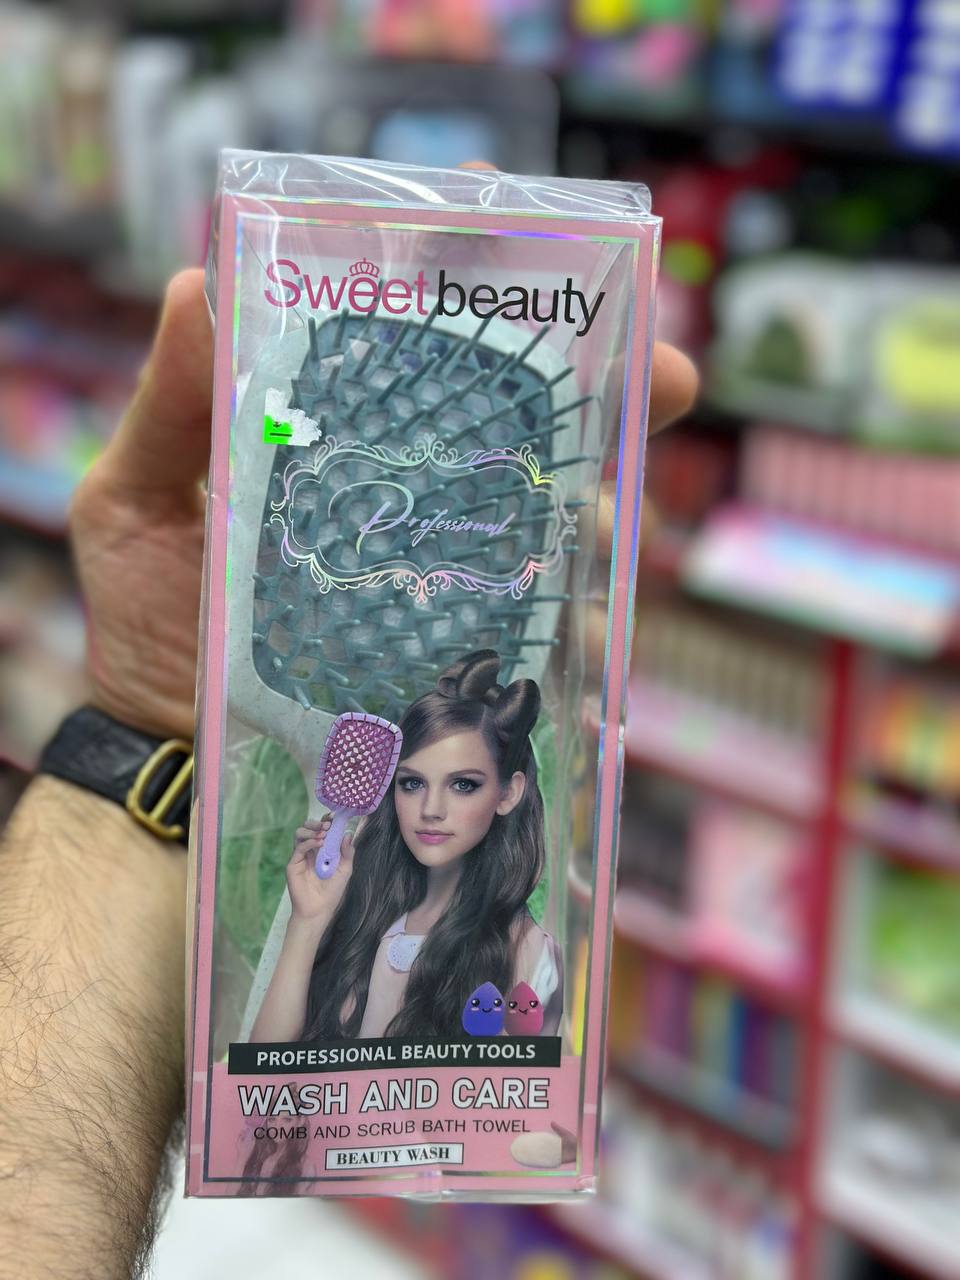 Sweetbeauty
Professional
PROFESSIONAL BEAUTY TOOLS
WASH AND CARE
COMB AND SCRUB BATH TOWEL
BEAUTY WASH